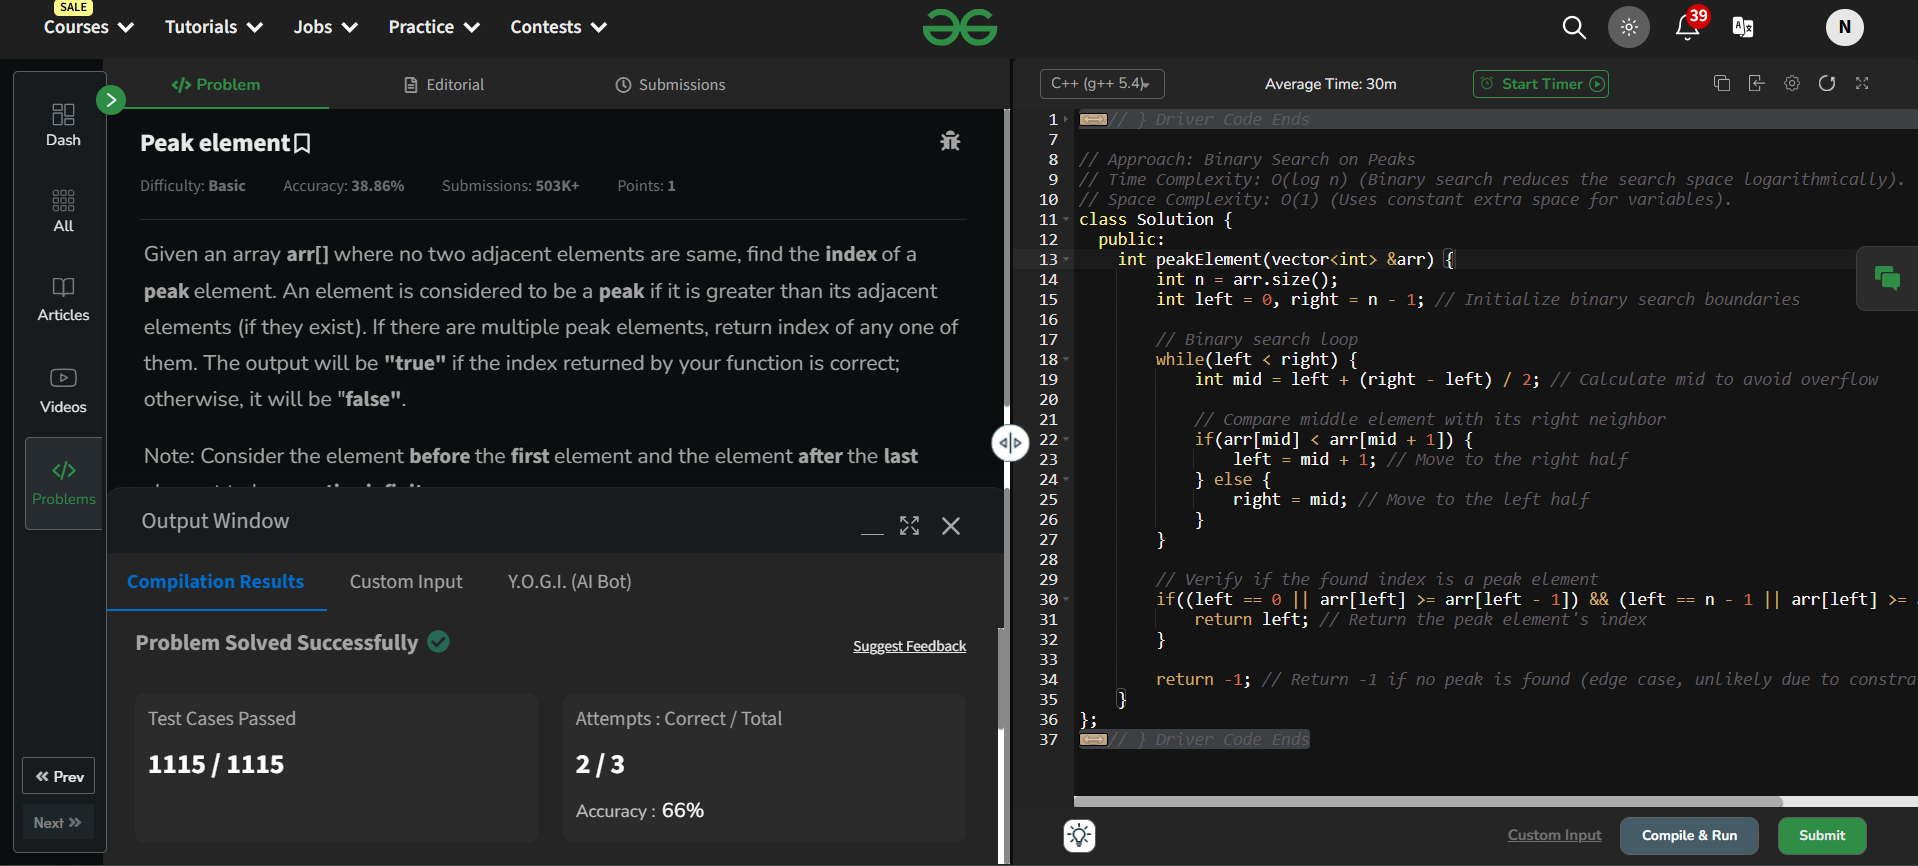 SALE
Courses Tutorials Jobs Practice Contests
39
N
Dash
All
Articles
Videos
Problems
Prev
Next
</> Problem Editorial Submissions
Peak element
Difficulty: Basic Accuracy: 38.86% Submissions: 503K+ Points: 1
Given an array arr[] where no two adjacent elements are same, find the index of a
peak element. An element is considered to be a peak if it is greater than its adjacent
elements (if they exist). If there are multiple peak elements, return index of any one of
them. The output will be "true" if the index returned by your function is correct;
otherwise, it will be "false".
Note: Consider the element before the first element and the element after the last
Output Window
Compilation Results Custom Input Y.O.G.I. (AI Bot)
Problem Solved Successfully
Suggest Feedback
Test Cases Passed
1115 / 1115
Attempts : Correct / Total
2 / 3
Accuracy : 66%
C++ (g++ 5.4) Average Time: 30m Start Timer
1 // } Driver Code Ends
7
8 // Approach: Binary Search on Peaks
9 // Time Complexity: O(log n) (Binary search reduces the search space logarithmically).
10 // Space Complexity: O(1) (Uses constant extra space for variables).
11 class Solution {
12 public:
13 int peakElement(vector<int> &arr) {
14 int n = arr.size();
15 int left = 0, right = n - 1; // Initialize binary search boundaries
16
17 // Binary search loop
18 while(left < right) {
19 int mid = left + (right - left) / 2; // Calculate mid to avoid overflow
20
21 // Compare middle element with its right neighbor
22 if(arr[mid] < arr[mid + 1]) {
23 left = mid + 1; // Move to the right half
24 } else {
25 right = mid; // Move to the left half
26 }
27 }
28
29 // Verify if the found index is a peak element
30 if((left == 0 || arr[left] >= arr[left - 1]) && (left == n - 1 || arr[left] >=
31 return left; // Return the peak element's index
32 }
33
34 return -1; // Return -1 if no peak is found (edge case, unlikely due to constra
35 }
36 };
37 // } Driver Code Ends
Custom Input Compile & Run Submit